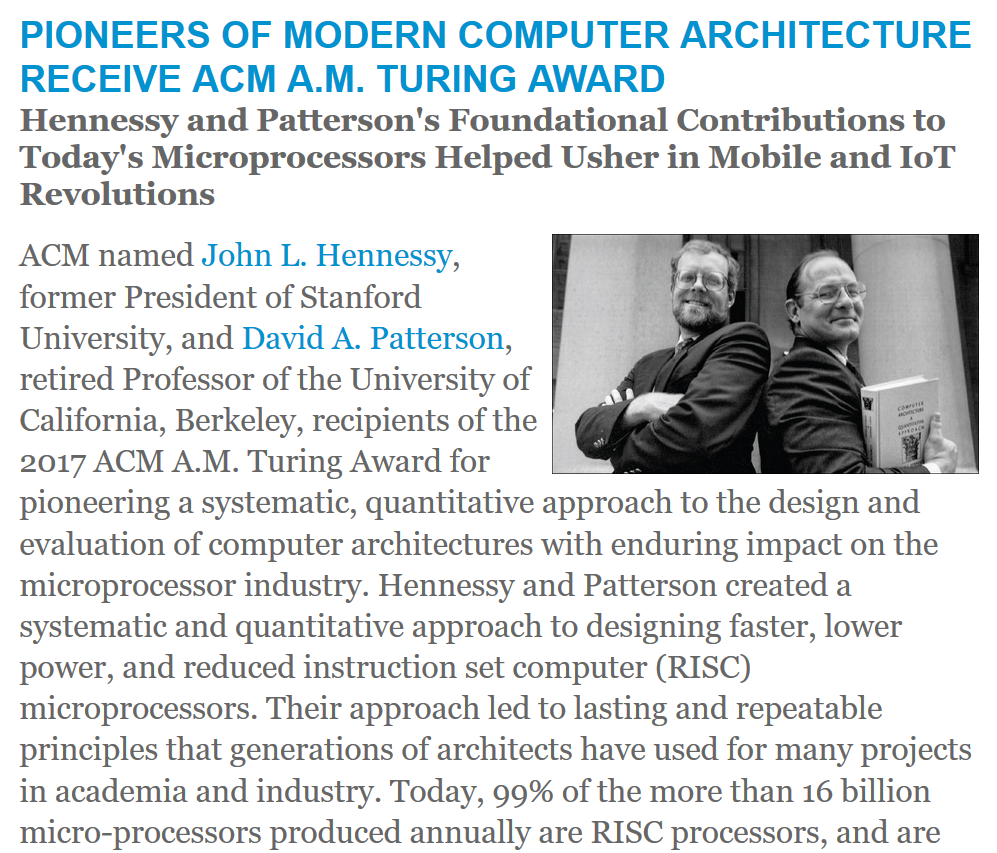 PIONEERS OF MODERN COMPUTER ARCHITECTURE
RECEIVE ACM A.M. TURING AWARD
Hennessy and Patterson's Foundational Contributions to
Today's Microprocessors Helped Usher in Mobile and IoT
Revolutions
ACM named John L. Hennessy,
former President of Stanford
University, and David A. Patterson,
retired Professor of the University of
California, Berkeley, recipients of the
2017 ACM A.M. Turing Award for
COMPUTER
ARCHITECTURE
A
QUANTITATIVE
APPROACH
pioneering a systematic, quantitative approach to the design and
evaluation of computer architectures with enduring impact on the
microprocessor industry. Hennessy and Patterson created a
systematic and quantitative approach to designing faster, lower
power, and reduced instruction set computer (RISC)
microprocessors. Their approach led to lasting and repeatable
principles that generations of architects have used for many projects
in academia and industry. Today, 99% of the more than 16 billion
micro-processors produced annually are RISC processors, and are